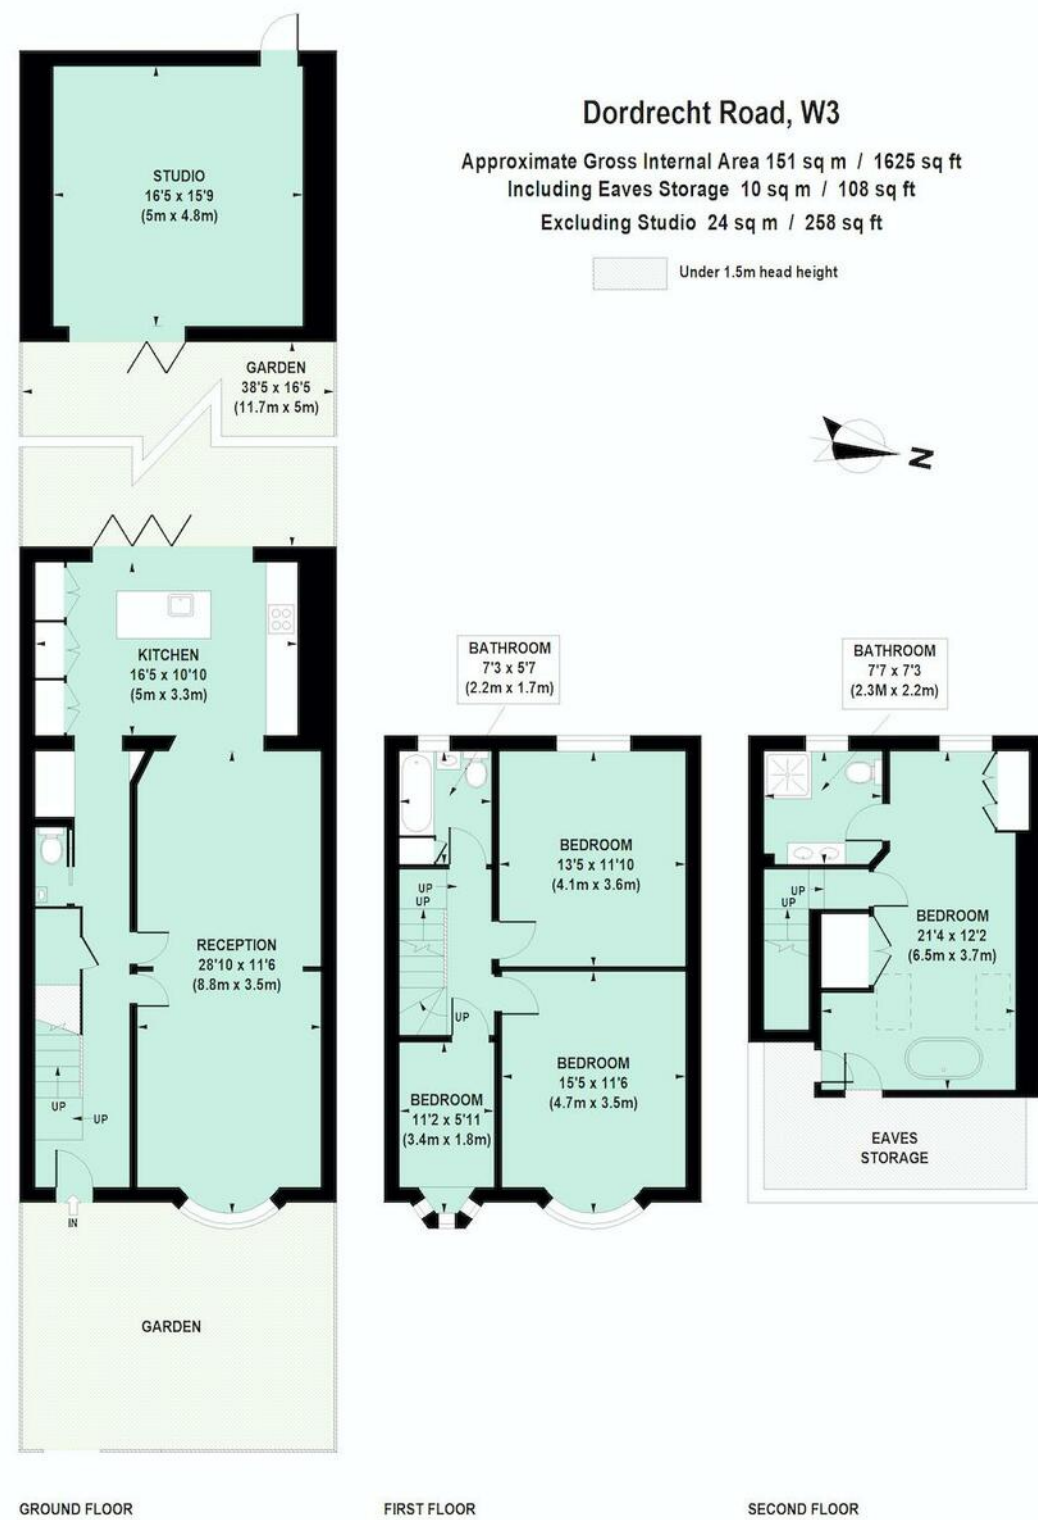 Dordrecht Road, W3
Approximate Gross Internal Area 151 sq m / 1625 sq ft
Including Eaves Storage 10 sq m / 108 sq ft
Excluding Studio 24 sq m / 258 sq ft
Under 1.5m head height
N
STUDIO
16'5 x 15'9
(5m x 4.8m)
GARDEN
38'5 x 16'5
(11.7m x 5m)
KITCHEN
16'5 x 10'10
(5m x 3.3m)
RECEPTION
28'10 x 11'6
(8.8m x 3.5m)
UP
UP
IN
GARDEN
GROUND FLOOR
BATHROOM
7'3 x 5'7
(2.2m x 1.7m)
BEDROOM
13'5 x 11'10
(4.1m x 3.6m)
UP
UP
UP
BEDROOM
15'5 x 11'6
(4.7m x 3.5m)
BEDROOM
11'2 x 5'11
(3.4m x 1.8m)
FIRST FLOOR
BATHROOM
7'7 x 7'3
(2.3M x 2.2m)
UP
UP
BEDROOM
21'4 x 12'2
(6.5m x 3.7m)
EAVES
STORAGE
SECOND FLOOR